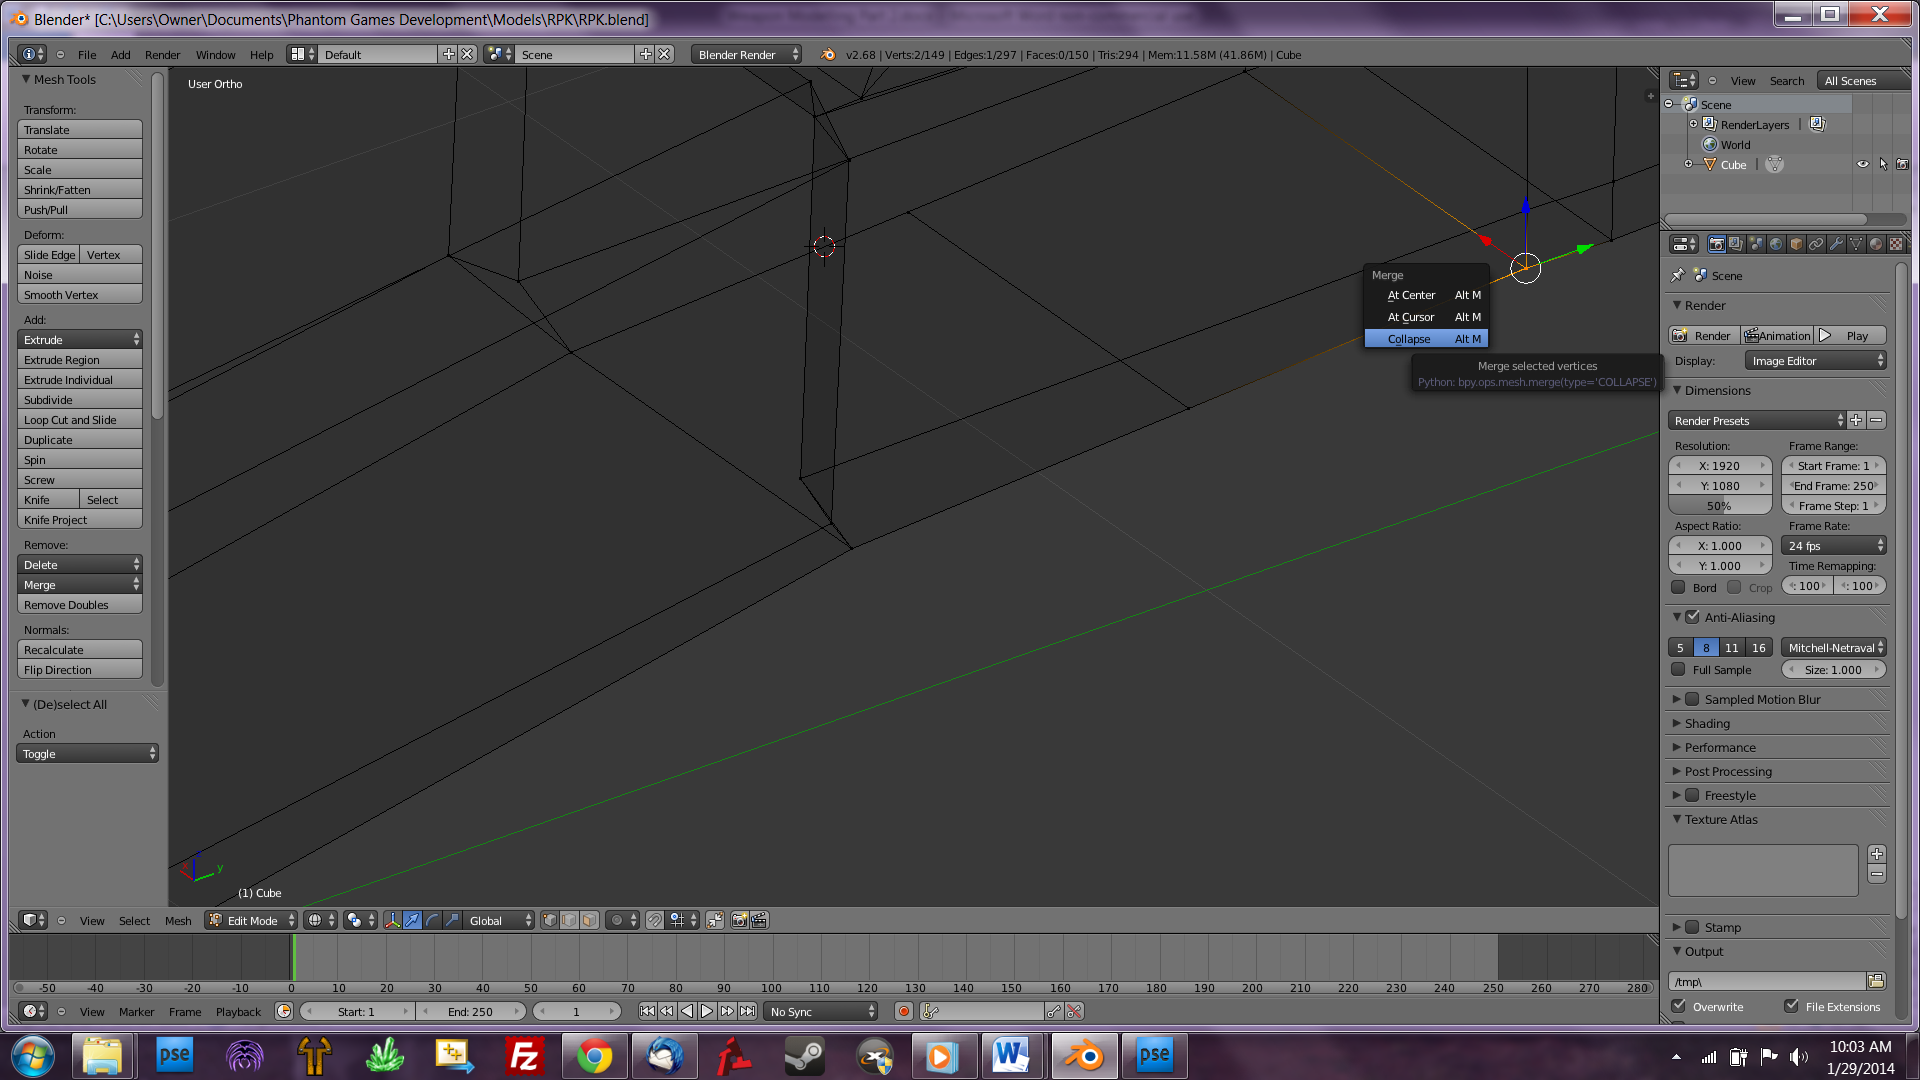 Blender* [C:\Users\Owner\Documents\Phantom Games Development\Models\RPK\RPK.blend]
File Add Render Window Help Default Scene Blender Render v2.68 | Verts:2/149 | Edges:1/297 | Faces:0/150 | Tris:294 | Mem:11.58M (41.86M) | Cube
Mesh Tools
Transform:
Translate
Rotate
Scale
Shrink/Fatten
Push/Pull
Deform:
Slide Edge Vertex
Noise
Smooth Vertex
Add:
Extrude
Extrude Region
Extrude Individual
Subdivide
Loop Cut and Slide
Duplicate
Spin
Screw
Knife Select
Knife Project
Remove:
Delete
Merge
Remove Doubles
Normals:
Recalculate
Flip Direction
(De)select All
Action
Toggle
User Ortho
Merge
At Center Alt M
At Cursor Alt M
Collapse Alt M
Merge selected vertices
Python: bpy.ops.mesh.merge(type='COLLAPSE')
z
y
(1) Cube
View Search All Scenes
Scene
RenderLayers |
World
Cube |
Scene
Render
Render Animation Play
Display: Image Editor
Dimensions
Render Presets
Resolution: Frame Range:
X: 1920 Start Frame: 1
Y: 1080 End Frame: 250
50% Frame Step: 1
Aspect Ratio: Frame Rate:
X: 1.000 24 fps
Y: 1.000 Time Remapping:
Bord Crop : 100 : 100
Anti-Aliasing
5 8 11 16 Mitchell-Netraval
Full Sample Size: 1.000
Sampled Motion Blur
Shading
Performance
Post Processing
Freestyle
Texture Atlas
Stamp
Output
/tmp\
Overwrite File Extensions
View Select Mesh Edit Mode Global
-50 -40 -30 -20 -10 0 10 20 30 40 50 60 70 80 90 100 110 120 130 140 150 160 170 180 190 200 210 220 230 240 250 260 270 280
View Marker Frame Playback Start: 1 End: 250 1 No Sync
pse Fz W pse
10:03 AM
1/29/2014